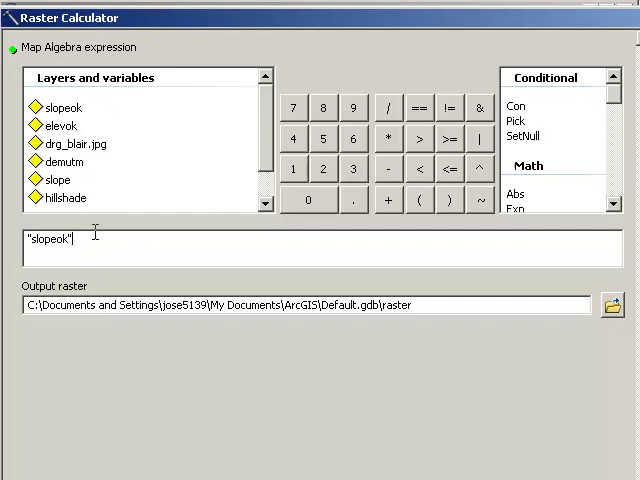 Raster Calculator
Map Algebra expression
Layers and variables
slopeok
elevok
drg_blair.jpg
demutm
slope
hillshade
7 8 9 / == != &
4 5 6 * > >= |
1 2 3 - < <= ^
0 . + ( ) ~
Conditional
Con
Pick
SetNull
Math
Abs
Exp
"slopeok"
Output raster
C:\Documents and Settings\jose5139\My Documents\ArcGIS\Default.gdb\raster